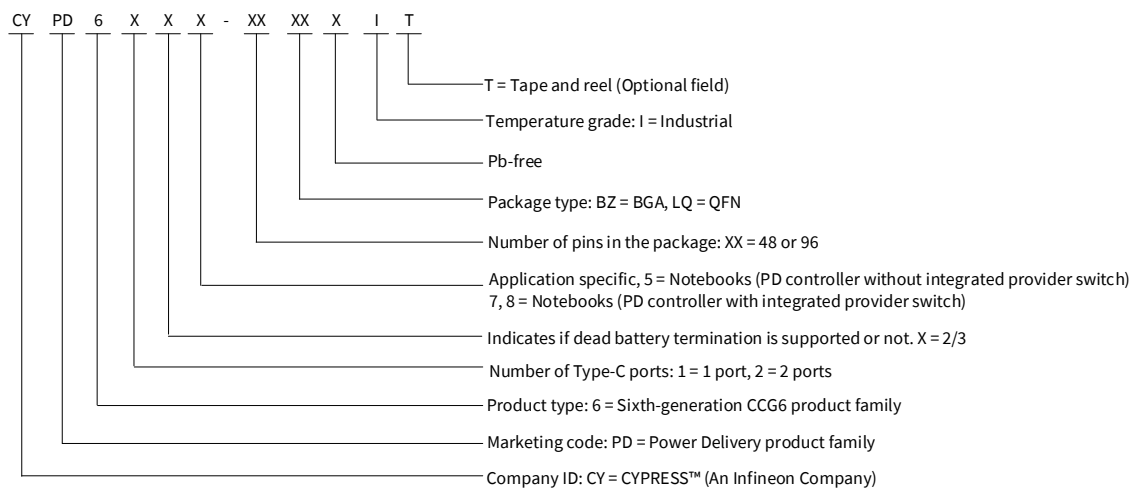 CY PD 6 X X X - XX XX X I T
T = Tape and reel (Optional field)
Temperature grade: I = Industrial
Pb-free
Package type: BZ = BGA, LQ = QFN
Number of pins in the package: XX = 48 or 96
Application specific, 5 = Notebooks (PD controller without integrated provider switch)
7, 8 = Notebooks (PD controller with integrated provider switch)
Indicates if dead battery termination is supported or not. X = 2/3
Number of Type-C ports: 1 = 1 port, 2 = 2 ports
Product type: 6 = Sixth-generation CCG6 product family
Marketing code: PD = Power Delivery product family
Company ID: CY = CYPRESS™ (An Infineon Company)